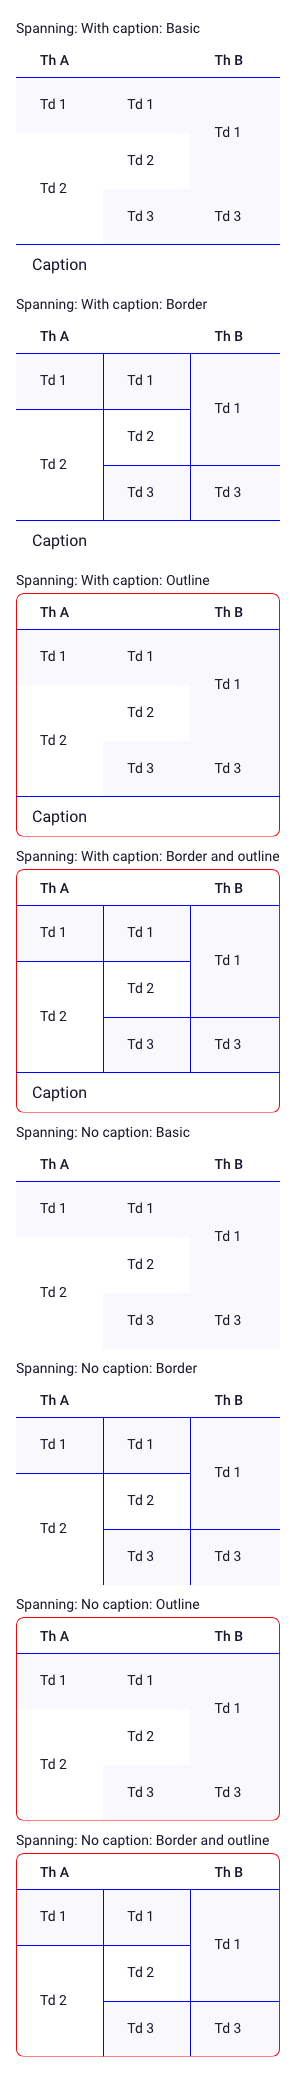 Spanning: With caption: Basic
Th A Th B
Td 1 Td 1
Td 1
Td 2
Td 2
Td 3 Td 3
Caption
Spanning: With caption: Border
Th A Th B
Td 1 Td 1
Td 1
Td 2
Td 2
Td 3 Td 3
Caption
Spanning: With caption: Outline
Th A Th B
Td 1 Td 1
Td 1
Td 2
Td 2
Td 3 Td 3
Caption
Spanning: With caption: Border and outline
Th A Th B
Td 1 Td 1
Td 1
Td 2
Td 2
Td 3 Td 3
Caption
Spanning: No caption: Basic
Th A Th B
Td 1 Td 1
Td 1
Td 2
Td 2
Td 3 Td 3
Spanning: No caption: Border
Th A Th B
Td 1 Td 1
Td 1
Td 2
Td 2
Td 3 Td 3
Spanning: No caption: Outline
Th A Th B
Td 1 Td 1
Td 1
Td 2
Td 2
Td 3 Td 3
Spanning: No caption: Border and outline
Th A Th B
Td 1 Td 1
Td 1
Td 2
Td 2
Td 3 Td 3